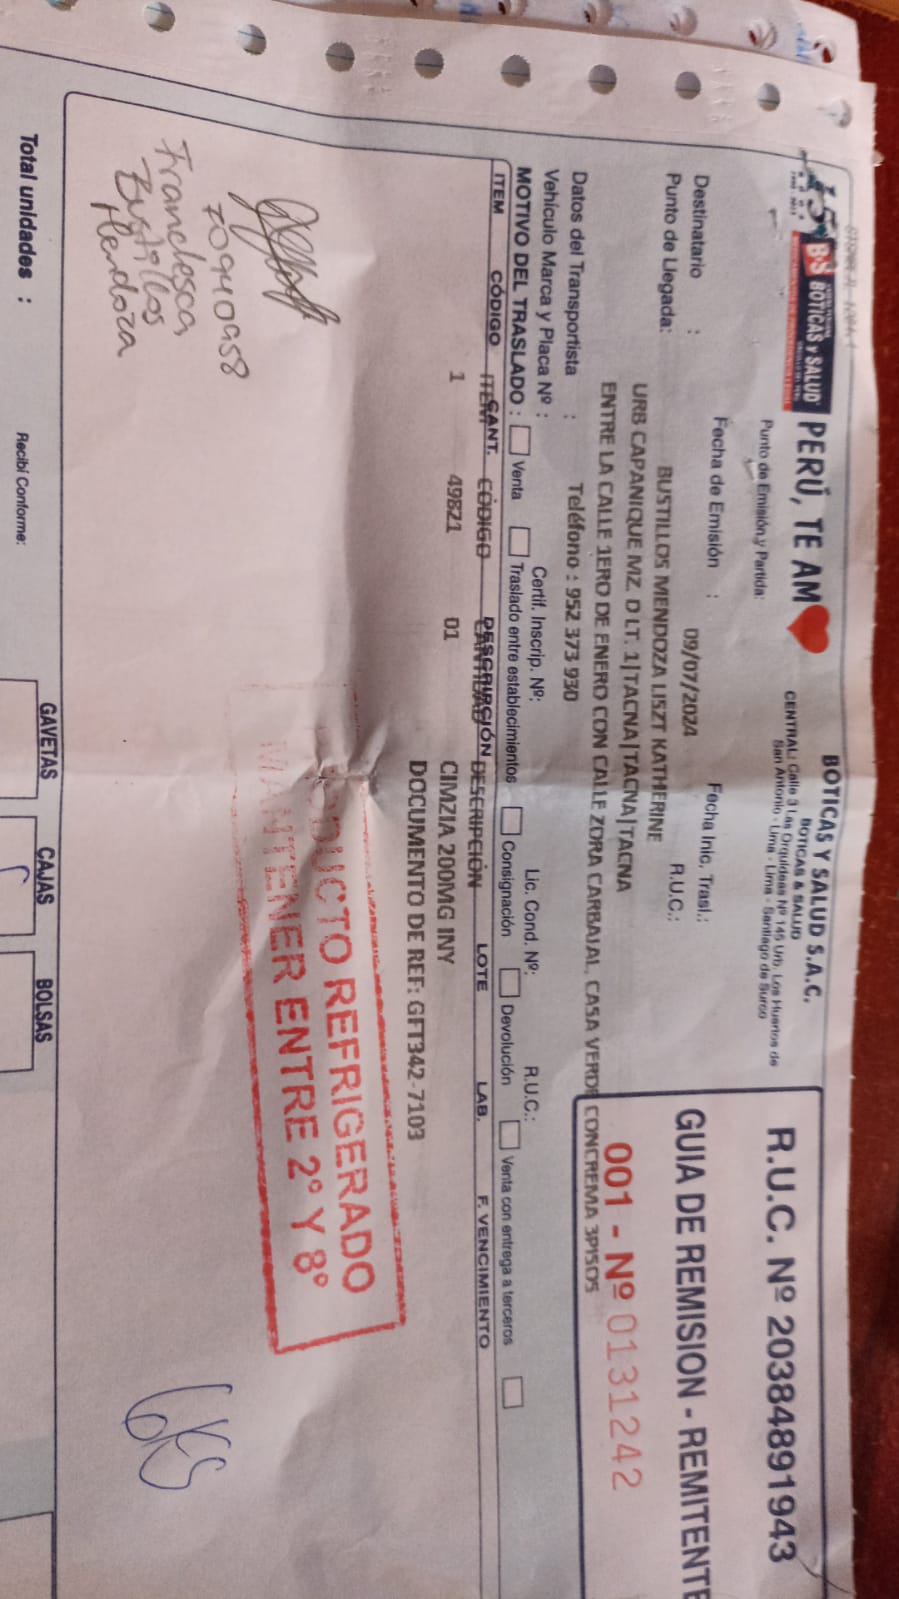 B·S BOTICAS Y SALUD
PERÚ, TE AM
BOTICAS Y SALUD S.A.C.
BOTICAS & SALUD
CENTRAL: Calle 3 Las Orquídeas Nº 145 Urb. Los Huertos de
San Antonio - Lima - Lima - Santiago de Surco
R.U.C. Nº 20384891943
GUIA DE REMISION - REMITENTE
001 - Nº 0131242
Punto de Emisión y Partida:
Fecha de Emisión : 09/07/2024 Fecha Inic. Trasl.:
Destinatario : BUSTILLOS MENDOZA LISZT KATHERINE R.U.C.:
Punto de Llegada: URB CAPANIQUE MZ. D LT. 1|TACNA|TACNA|TACNA
ENTRE LA CALLE 1ERO DE ENERO CON CALLE ZORA CARBAJAL, CASA VERDE CONCREMA 3PISOS
Datos del Transportista : Teléfono : 952 373 930
Vehículo Marca y Placa Nº : Certif. Inscrip. Nº: Lic. Cond. Nº: R.U.C.:
MOTIVO DEL TRASLADO : Venta Traslado entre establecimientos Consignación Devolución Venta con entrega a terceros
ITEM CÓDIGO CANT. DESCRIPCIÓN LOTE LAB. F. VENCIMIENTO
ITEM CÓDIGO CANTIDAD DESCRIPCIÓN
1 49821 01 CIMZIA 200MG INY
DOCUMENTO DE REF: GFT342-7103
PRODUCTO REFRIGERADO
MANTENER ENTRE 2° Y 8°
70940958
Francesca
Bustillos
Mendoza
Total unidades :
Recibí Conforme:
GAVETAS
CAJAS
BOLSAS